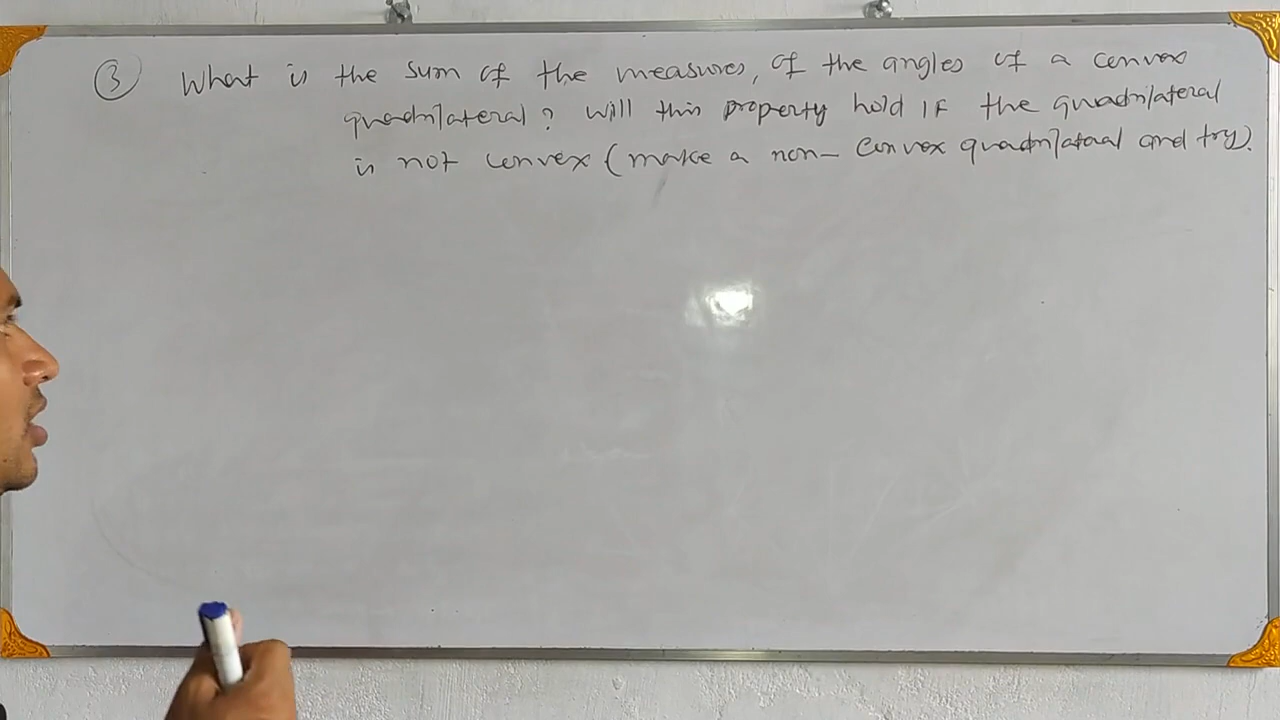 ③ What is the sum of the measures, of the angles of a convex
quadrilateral? Will this property hold IF the quadrilateral
is not convex (make a non- convex quadrilateral and try).